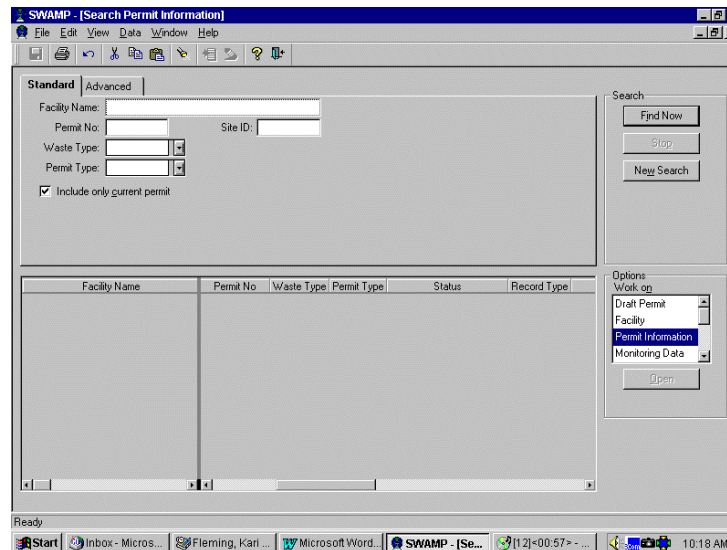 SWAMP - [Search Permit Information]
File Edit View Data Window Help
Standard Advanced
Facility Name:
Permit No: Site ID:
Waste Type:
Permit Type:
Include only current permit
Search
Find Now
Stop
New Search
Facility Name Permit No Waste Type Permit Type Status Record Type
Options
Work on
Draft Permit
Facility
Permit Information
Monitoring Data
Open
Ready
Start Inbox - Micros... Fleming, Kari ... Microsoft Word... SWAMP - [Se... [12]<00:57> - ... 10:18 AM